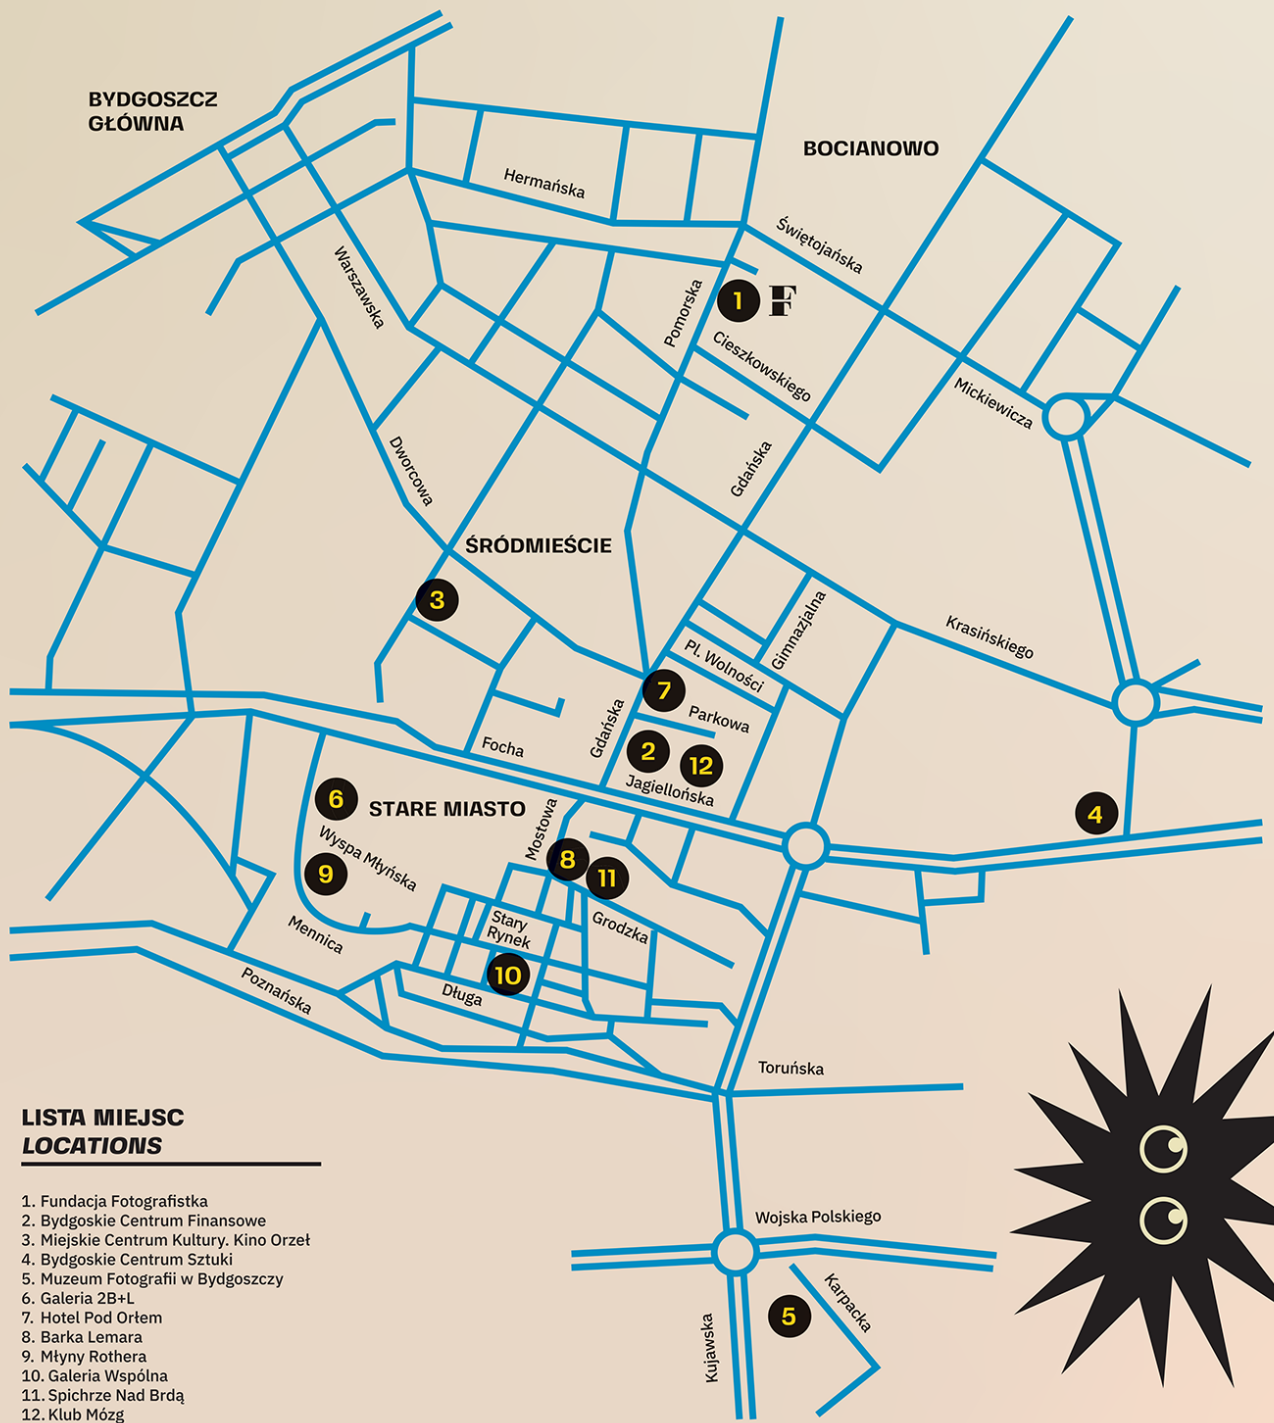 BYDGOSZCZ
GŁÓWNA
BOCIANOWO
Hermańska
Świętojańska
Warszawska
Pomorska
1 F
Cieszkowskiego
Mickiewicza
Dworcowa
Gdańska
ŚRÓDMIEŚCIE
3
Gimnazjalna
Krasińskiego
Pl. Wolności
7
Parkowa
Gdańska
Focha
2
12
Jagiellońska
6
STARE MIASTO
4
Mostowa
Wyspa Młyńska
8
9
11
Mennica
Stary
Rynek
Grodzka
10
Poznańska
Długa
Toruńska
LISTA MIEJSC
LOCATIONS
1. Fundacja Fotografistka
2. Bydgoskie Centrum Finansowe
3. Miejskie Centrum Kultury. Kino Orzeł
4. Bydgoskie Centrum Sztuki
5. Muzeum Fotografii w Bydgoszczy
6. Galeria 2B+L
7. Hotel Pod Orłem
8. Barka Lemara
9. Młyny Rothera
10. Galeria Wspólna
11. Spichrze Nad Brdą
12. Klub Mózg
Wojska Polskiego
Karpacka
5
Kujawska